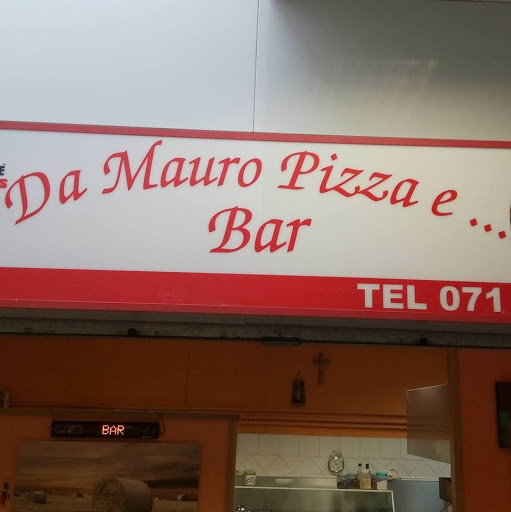 Da Mauro Pizza e ...
Bar
TEL 071
BAR